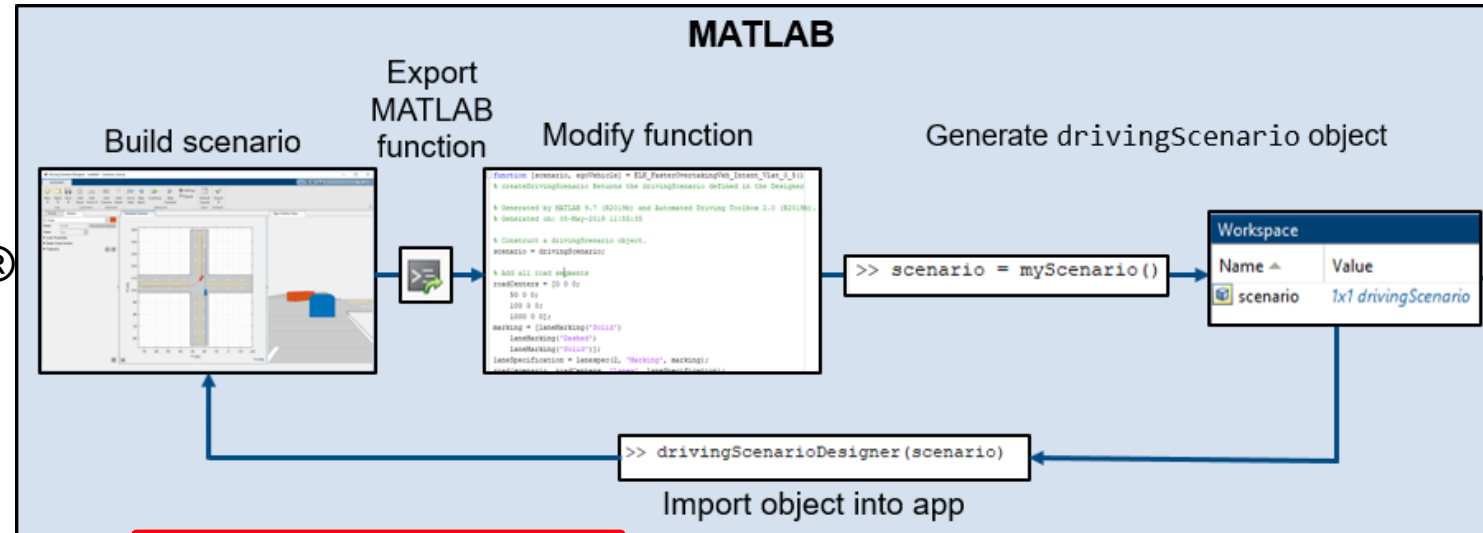 MATLAB
Export
MATLAB
function
Build scenario
Modify function
Generate drivingScenario object
function [scenario, egoVehicle] = ELK_FasterOvertakingVeh_Intent_Vlat_0_5()
% createDrivingScenario Returns the drivingScenario defined in the Designer
% Generated by MATLAB 9.7 (R2019b) and Automated Driving Toolbox 2.0 (R2019b).
% Generated on: 09-May-2019 11:55:35
% Construct a drivingScenario object.
scenario = drivingScenario;
% Add all road segments
roadCenters = [0 0 0;
50 0 0;
100 0 0;
1000 0 0];
marking = [laneMarking("Solid")
laneMarking("Dashed")
laneMarking("Solid")];
laneSpecification = lanespec(2, "Marking", marking);
®
>> scenario = myScenario()
Workspace
Name Value
scenario 1x1 drivingScenario
>> drivingScenarioDesigner(scenario)
Import object into app